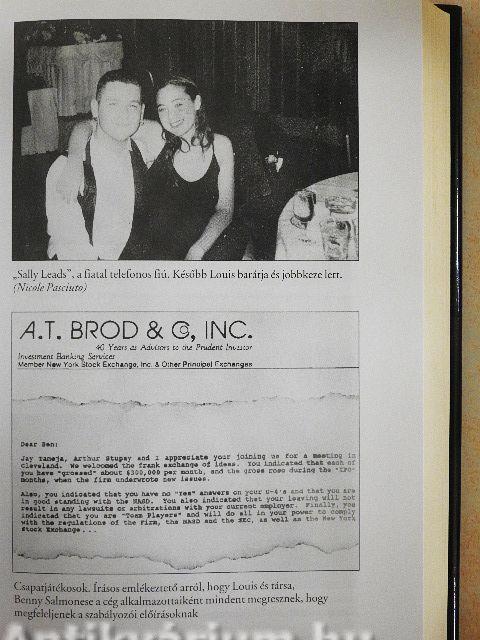 „Sally Leads”, a fiatal telefonos fiú. Később Louis barátja és jobbkeze lett.
(Nicole Pasciuto)
A.T. BROD & CO, INC.
40 Years as Advisors to the Prudent Investor
Investment Banking Services
Member New York Stock Exchange, Inc. & Other Principal Exchanges
Dear Ben:
Jay Taneja, Arthur Stupay and I appreciate your joining us for a meeting in
Cleveland. We welcomed the frank exchange of ideas. You indicated that each of
you have "grossed" about $300,000 per month, and the gross rose during the "IPO"
months, when the firm underwrote new issues.
Also, you indicated that you have no "Yes" answers on your U-4's and that you are
in good standing with the NASD. You also indicated that your leaving will not
result in any lawsuits or arbitrations with your current employer. Finally, you
indicated that you are "Team Players" and will do all in your power to comply
with the regulations of the Firm, the NASD and the SEC, as well as the New York
Stock Exchange...
Csapatjátékosok. Írásos emlékeztető arról, hogy Louis és társa,
Benny Salmonese a cég alkalmazottaiként mindent megtesznek, hogy
megfeleljenek a szabályozói előírásoknak